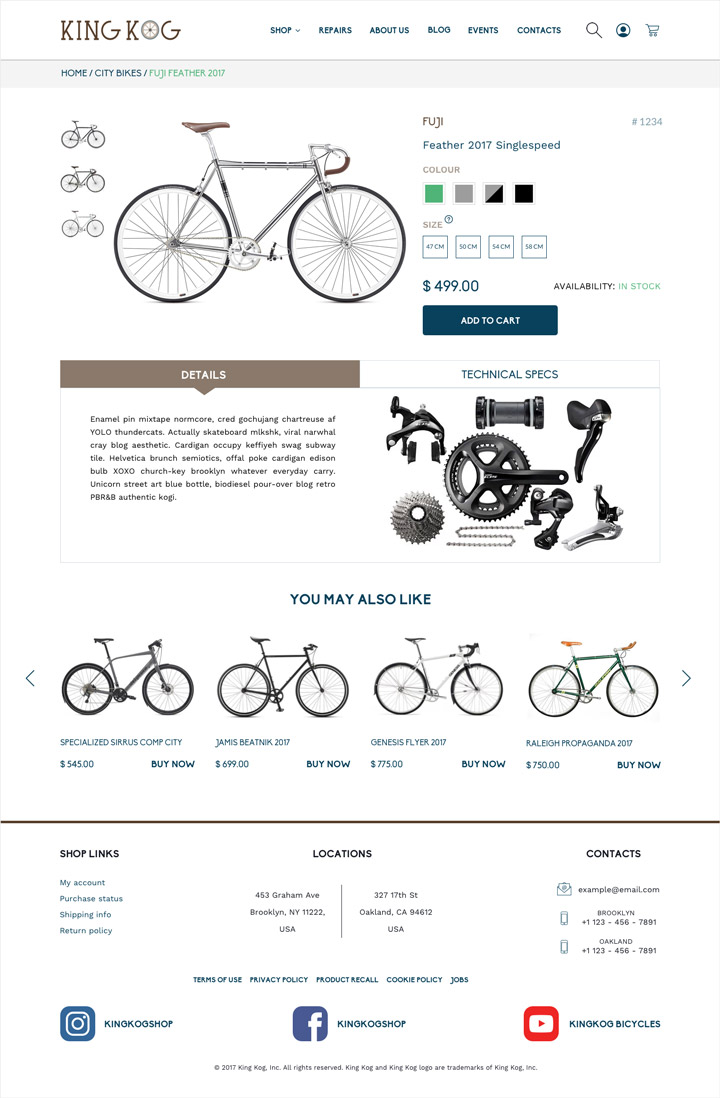 KING KOG
SHOP REPAIRS ABOUT US BLOG EVENTS CONTACTS
HOME / CITY BIKES / FUJI FEATHER 2017
FUJI # 1234
Feather 2017 Singlespeed
COLOUR
SIZE ?
47 CM 50 CM 54 CM 58 CM
$ 499.00 AVAILABILITY: IN STOCK
ADD TO CART
DETAILS TECHNICAL SPECS
Enamel pin mixtape normcore, cred gochujang chartreuse af
YOLO thundercats. Actually skateboard mlkshk, viral narwhal
cray blog aesthetic. Cardigan occupy keffiyeh swag subway
tile. Helvetica brunch semiotics, offal poke cardigan edison
bulb XOXO church-key brooklyn whatever everyday carry.
Unicorn street art blue bottle, biodiesel pour-over blog retro
PBR&B authentic kogi.
YOU MAY ALSO LIKE
SPECIALIZED SIRRUS COMP CITY JAMIS BEATNIK 2017 GENESIS FLYER 2017 RALEIGH PROPAGANDA 2017
$ 545.00 BUY NOW $ 699.00 BUY NOW $ 775.00 BUY NOW $ 750.00 BUY NOW
SHOP LINKS
My account
Purchase status
Shipping info
Return policy
LOCATIONS
453 Graham Ave
Brooklyn, NY 11222,
USA
327 17th St
Oakland, CA 94612
USA
CONTACTS
example@email.com
BROOKLYN
+1 123 - 456 - 7891
OAKLAND
+1 123 - 456 - 7891
TERMS OF USE PRIVACY POLICY PRODUCT RECALL COOKIE POLICY JOBS
KINGKOGSHOP KINGKOGSHOP KINGKOG BICYCLES
© 2017 King Kog, Inc. All rights reserved. King Kog and King Kog logo are trademarks of King Kog, Inc.